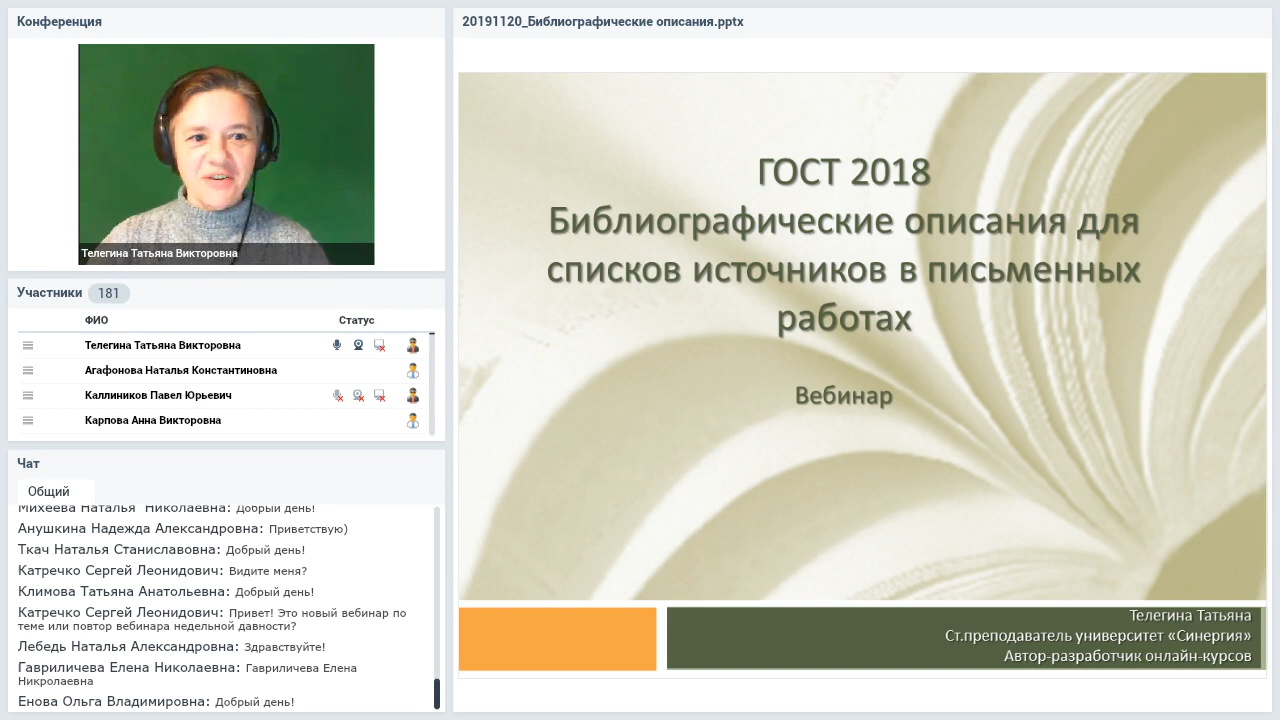 Конференция
Телегина Татьяна Викторовна
Участники 181
ФИО Статус
Телегина Татьяна Викторовна
Агафонова Наталья Константиновна
Каллиников Павел Юрьевич
Карпова Анна Викторовна
Чат
Общий
Михеева Наталья Николаевна: Добрый день!
Анушкина Надежда Александровна: Приветствую)
Ткач Наталья Станиславовна: Добрый день!
Катречко Сергей Леонидович: Видите меня?
Климова Татьяна Анатольевна: Добрый день!
Катречко Сергей Леонидович: Привет! Это новый вебинар по
теме или повтор вебинара недельной давности?
Лебедь Наталья Александровна: Здравствуйте!
Гавриличева Елена Николаевна: Гавриличева Елена
Никролаевна
Енова Ольга Владимировна: Добрый день!
20191120_Библиографические описания.pptx
ГОСТ 2018
Библиографические описания для
списков источников в письменных
работах
Вебинар
Телегина Татьяна
Ст.преподаватель университет «Синергия»
Автор-разработчик онлайн-курсов